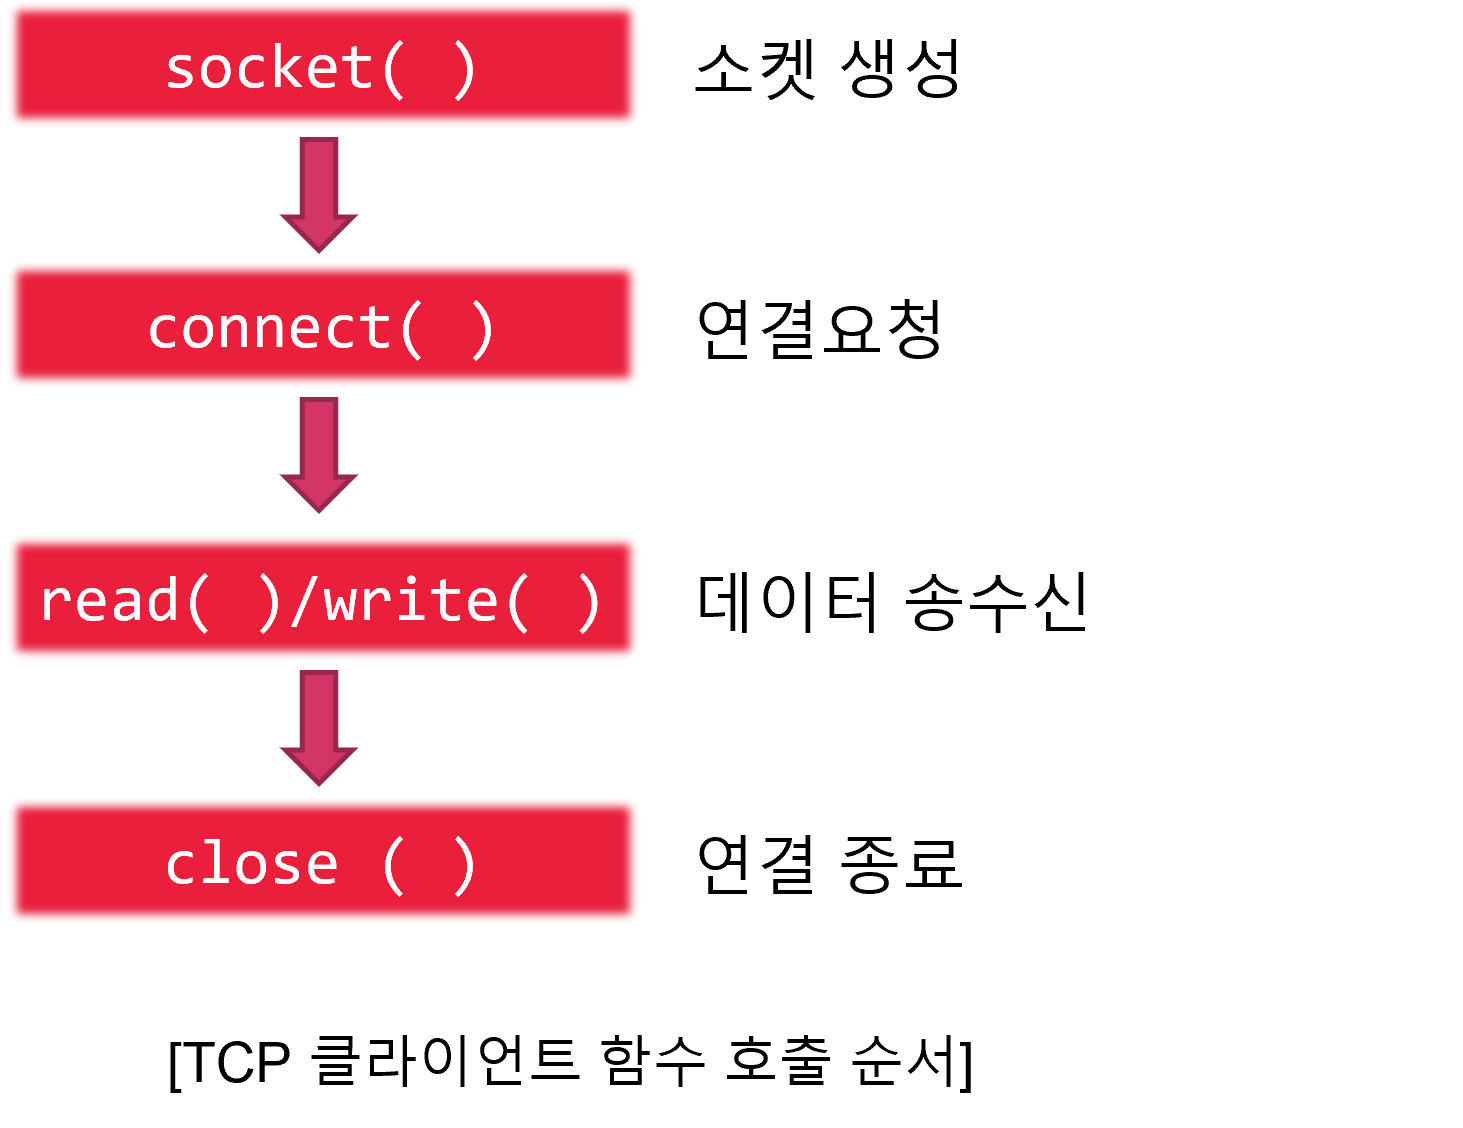 socket( ) 소켓 생성
connect( ) 연결요청
read( )/write( ) 데이터 송수신
close ( ) 연결 종료
[TCP 클라이언트 함수 호출 순서]